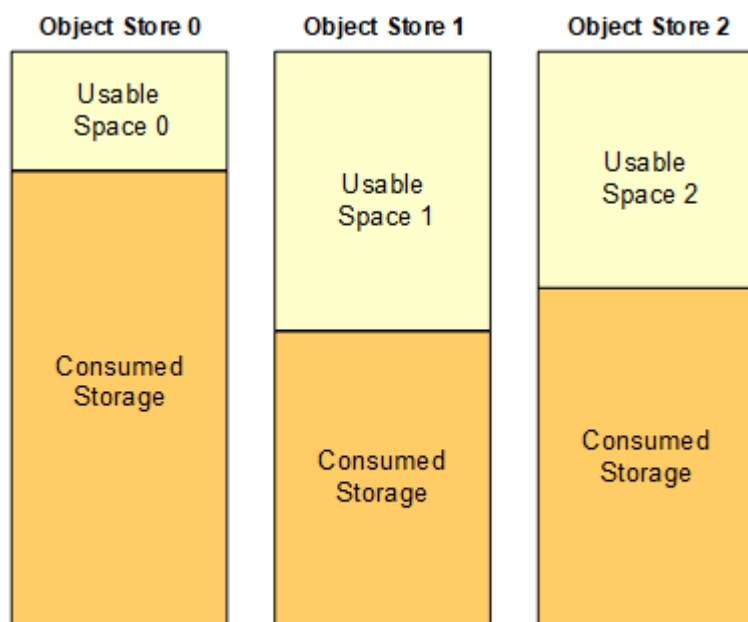 Object Store 0
Object Store 1
Object Store 2
Usable
Space 0
Usable
Space 1
Usable
Space 2
Consumed
Storage
Consumed
Storage
Consumed
Storage